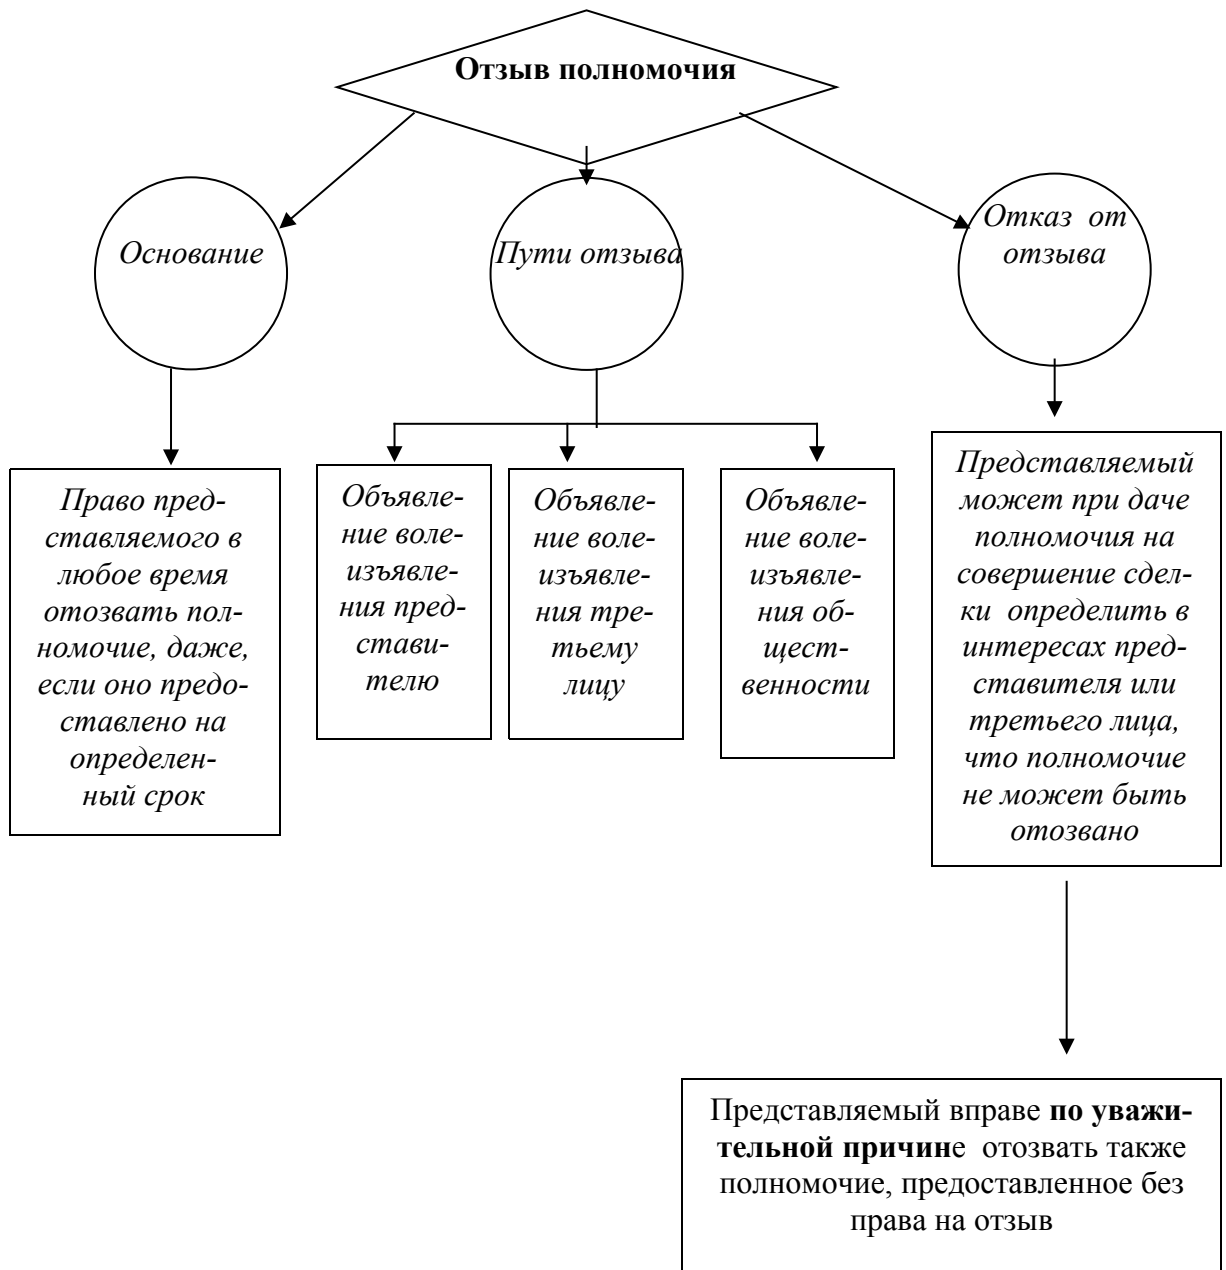 Отзыв полномочия
Основание
Пути отзыва
Отказ от
отзыва
Право пред-
ставляемого в
любое время
отозвать пол-
номочие, даже,
если оно предо-
ставлено на
определен-
ный срок
Объявле-
ние воле-
изъявле-
ния пред-
стави-
телю
Объявле-
ние воле-
изъявле-
ния тре-
тьему
лицу
Объявле-
ние воле-
изъявле-
ния об-
щест-
венности
Представляемый
может при даче
полномочия на
совершение сдел-
ки определить в
интересах пред-
ставителя или
третьего лица,
что полномочие
не может быть
отозвано
Представляемый вправе по уважи-
тельной причине отозвать также
полномочие, предоставленное без
права на отзыв